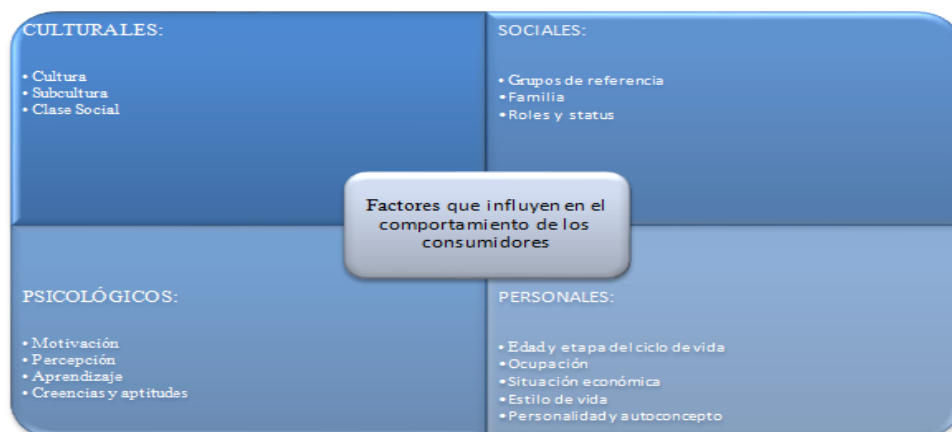 CULTURALES:
• Cultura
• Subcultura
• Clase Social
SOCIALES:
• Grupos de referencia
• Familia
• Roles y status
Factores que influyen en el
comportamiento de los
consumidores
PSICOLÓGICOS:
• Motivación
• Percepción
• Aprendizaje
• Creencias y aptitudes
PERSONALES:
• Edad y etapa del ciclo de vida
• Ocupación
• Situación económica
• Estilo de vida
• Personalidad y autoconcepto